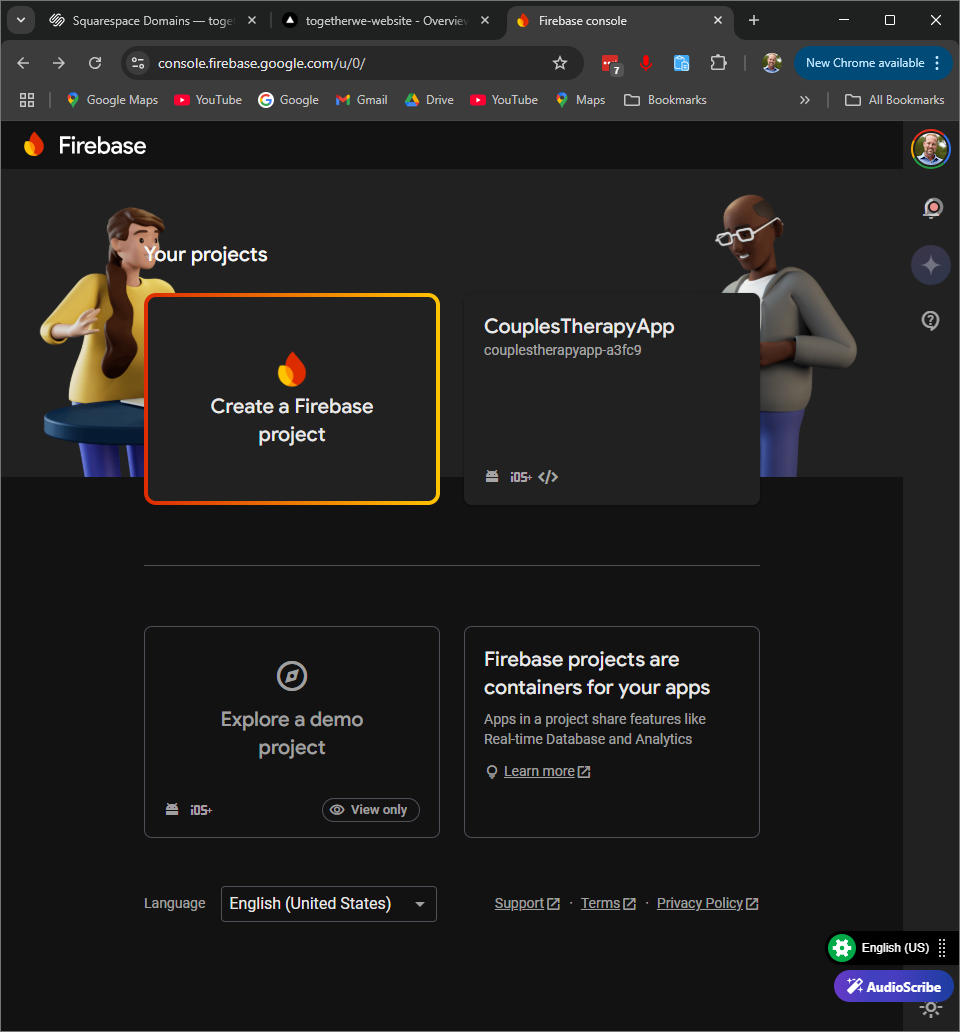 Squarespace Domains — toget
togetherwe-website - Overview
Firebase console
console.firebase.google.com/u/0/
7
New Chrome available
Google Maps
YouTube
Google
Gmail
Drive
YouTube
Maps
Bookmarks
All Bookmarks
Firebase
Your projects
Create a Firebase
project
CouplesTherapyApp
couplestherapyapp-a3fc9
iOS+
Explore a demo
project
iOS+
View only
Firebase projects are
containers for your apps
Apps in a project share features like
Real-time Database and Analytics
Learn more
Language
English (United States)
Support · Terms · Privacy Policy
English (US)
AudioScribe